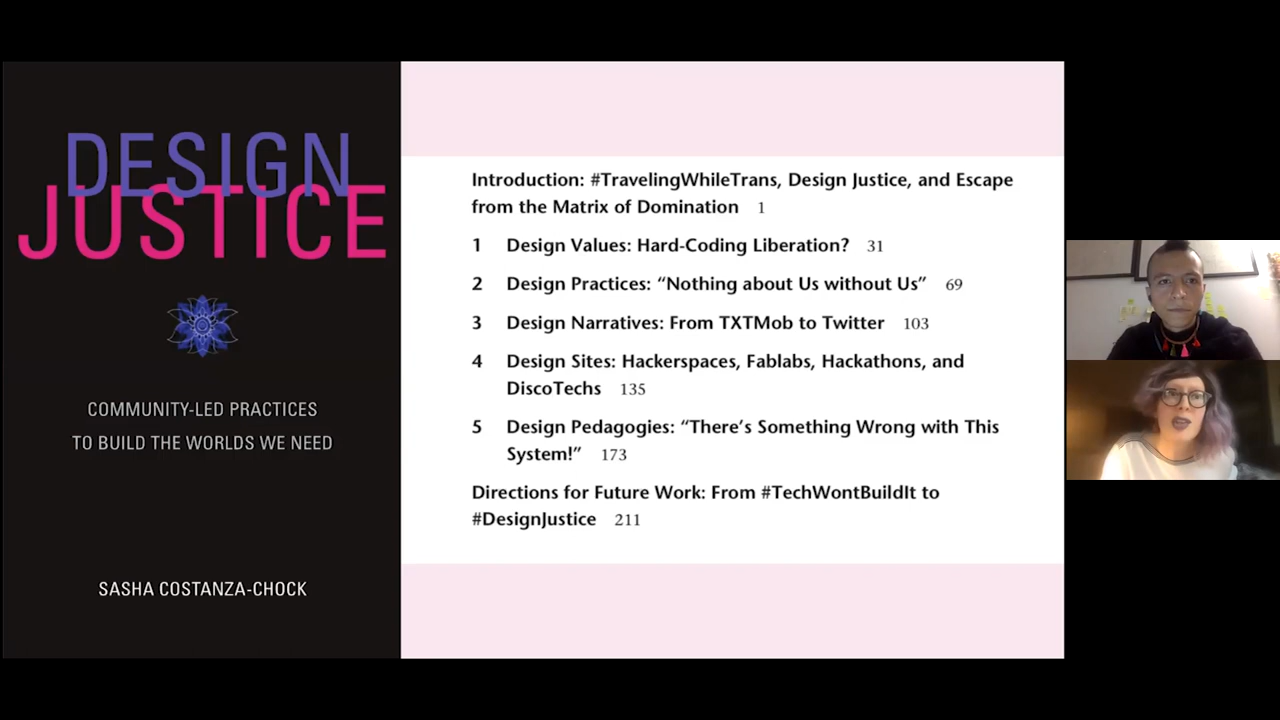 DESIGN
JUSTICE
COMMUNITY-LED PRACTICES
TO BUILD THE WORLDS WE NEED
SASHA COSTANZA-CHOCK
Introduction: #TravelingWhileTrans, Design Justice, and Escape
from the Matrix of Domination 1
1 Design Values: Hard-Coding Liberation? 31
2 Design Practices: “Nothing about Us without Us” 69
3 Design Narratives: From TXTMob to Twitter 103
4 Design Sites: Hackerspaces, Fablabs, Hackathons, and
DiscoTechs 135
5 Design Pedagogies: “There’s Something Wrong with This
System!” 173
Directions for Future Work: From #TechWontBuildIt to
#DesignJustice 211